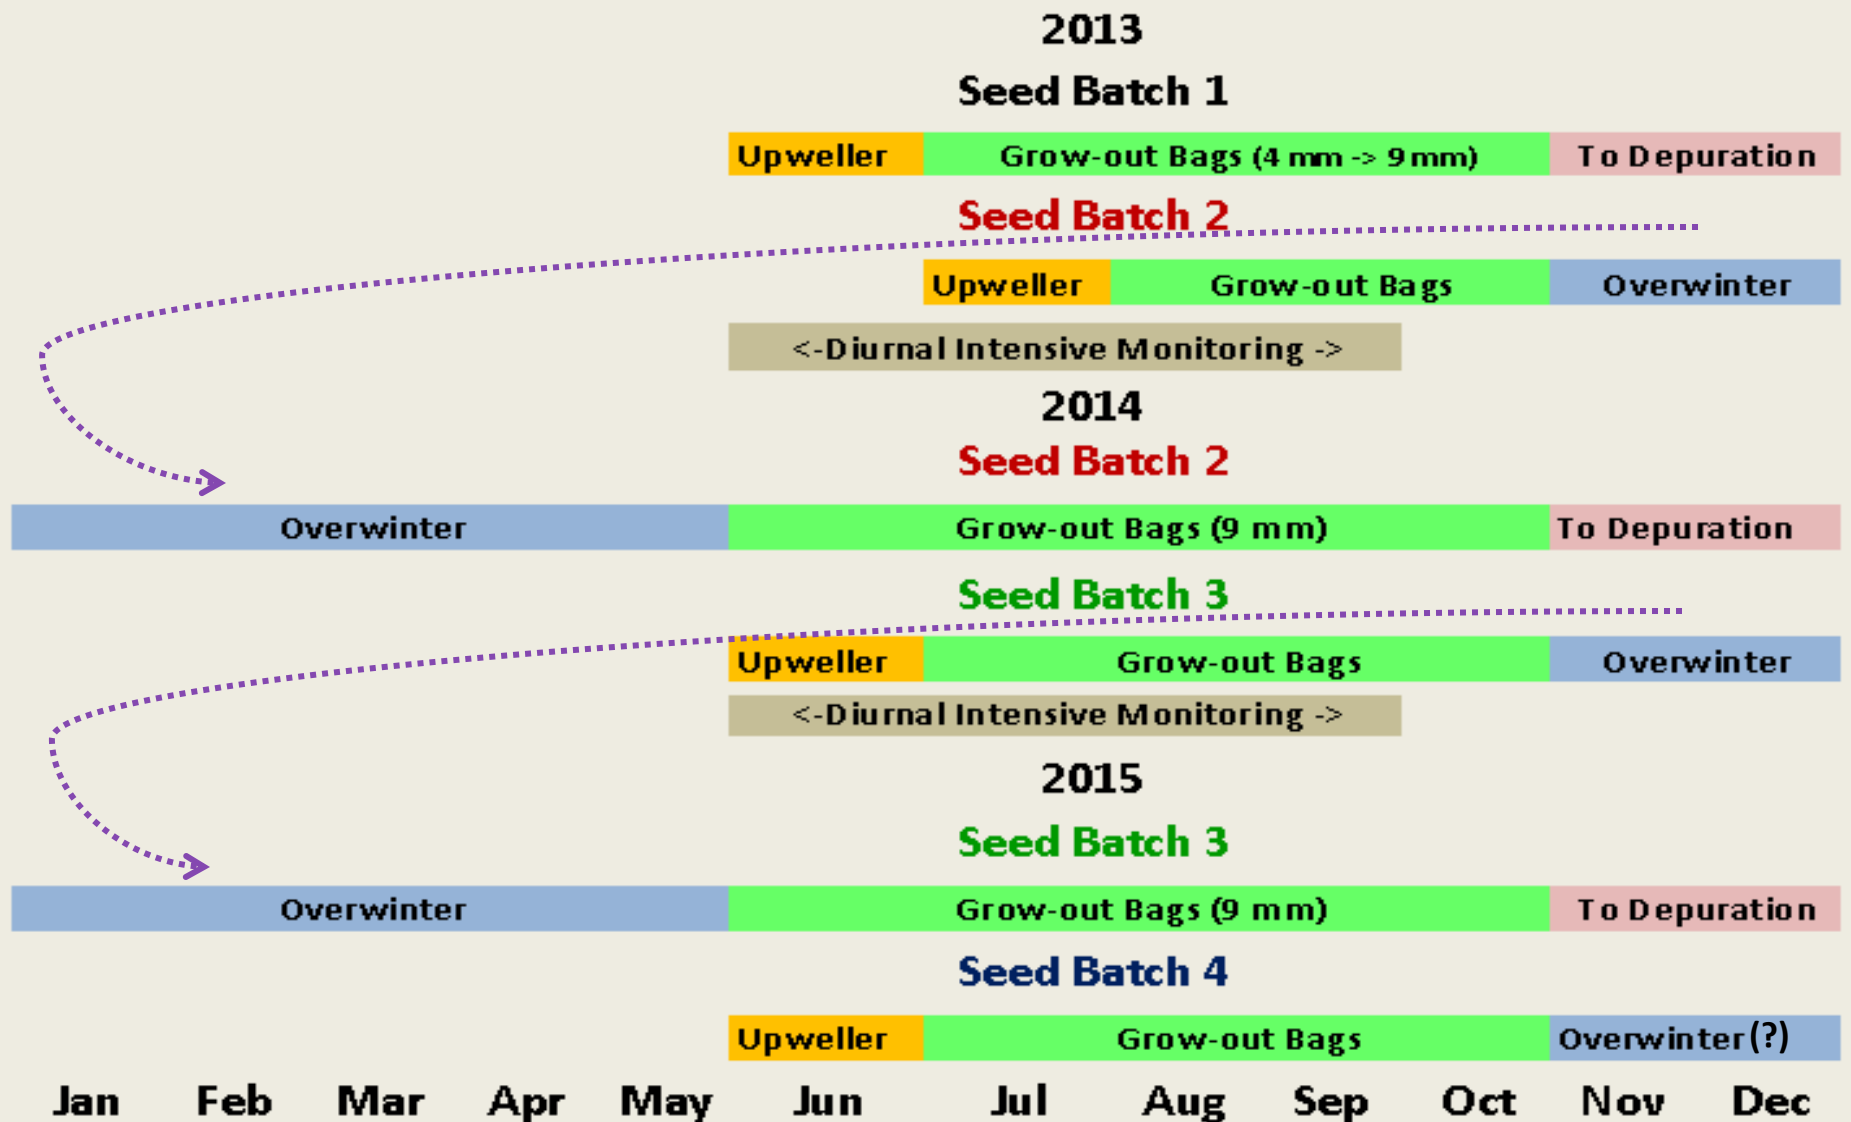 2013
Seed Batch 1
Upweller Grow-out Bags (4 mm -> 9 mm) To Depuration
Seed Batch 2
Upweller Grow-out Bags Overwinter
<-Diurnal Intensive Monitoring ->
2014
Seed Batch 2
Overwinter Grow-out Bags (9 mm) To Depuration
Seed Batch 3
Upweller Grow-out Bags Overwinter
<-Diurnal Intensive Monitoring ->
2015
Seed Batch 3
Overwinter Grow-out Bags (9 mm) To Depuration
Seed Batch 4
Upweller Grow-out Bags Overwinter (?)
Jan Feb Mar Apr May Jun Jul Aug Sep Oct Nov Dec